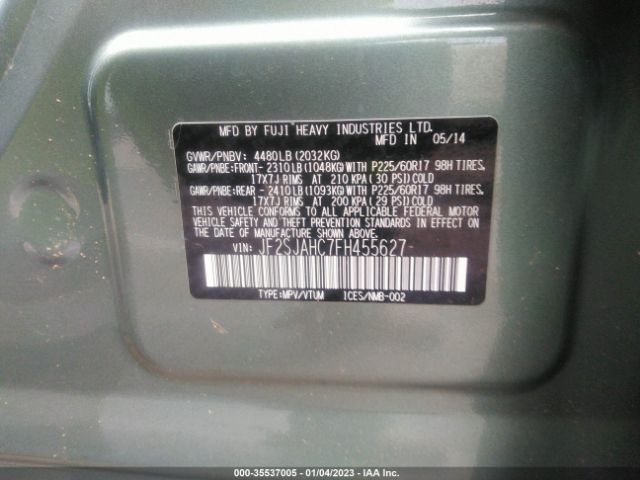 MFD BY FUJI HEAVY INDUSTRIES LTD.
MFD IN 05/14
GVWR/PNBV: 4480LB(2032KG)
GAWR/PNBE:FRONT- 2310LB(1048KG)WITH P225/60R17 98H TIRES,
17X7J RIMS AT 210 KPA(30 PSI)COLD
GAWR/PNBE:REAR - 2410LB(1093KG)WITH P225/60R17 98H TIRES,
17X7J RIMS AT 200 KPA(29 PSI)COLD
THIS VEHICLE CONFORMS TO ALL APPLICABLE FEDERAL MOTOR
VEHICLE SAFETY AND THEFT PREVENTION STANDARDS IN EFFECT ON
THE DATE OF MANUFACTURE SHOWN ABOVE.
VIN: JF2SJAHC7FH455627
TYPE:MPV/VTUM ICES/NMB-002
000-35537005 - 01/04/2023 - IAA Inc.